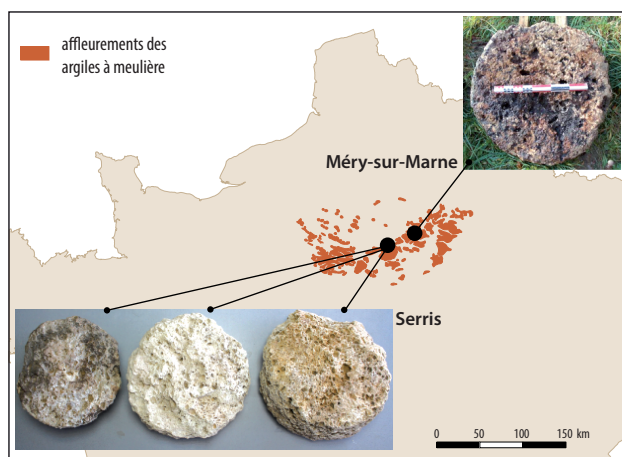 affleurements des
argiles à meulière
Méry-sur-Marne
Serris
0 50 100 150 km